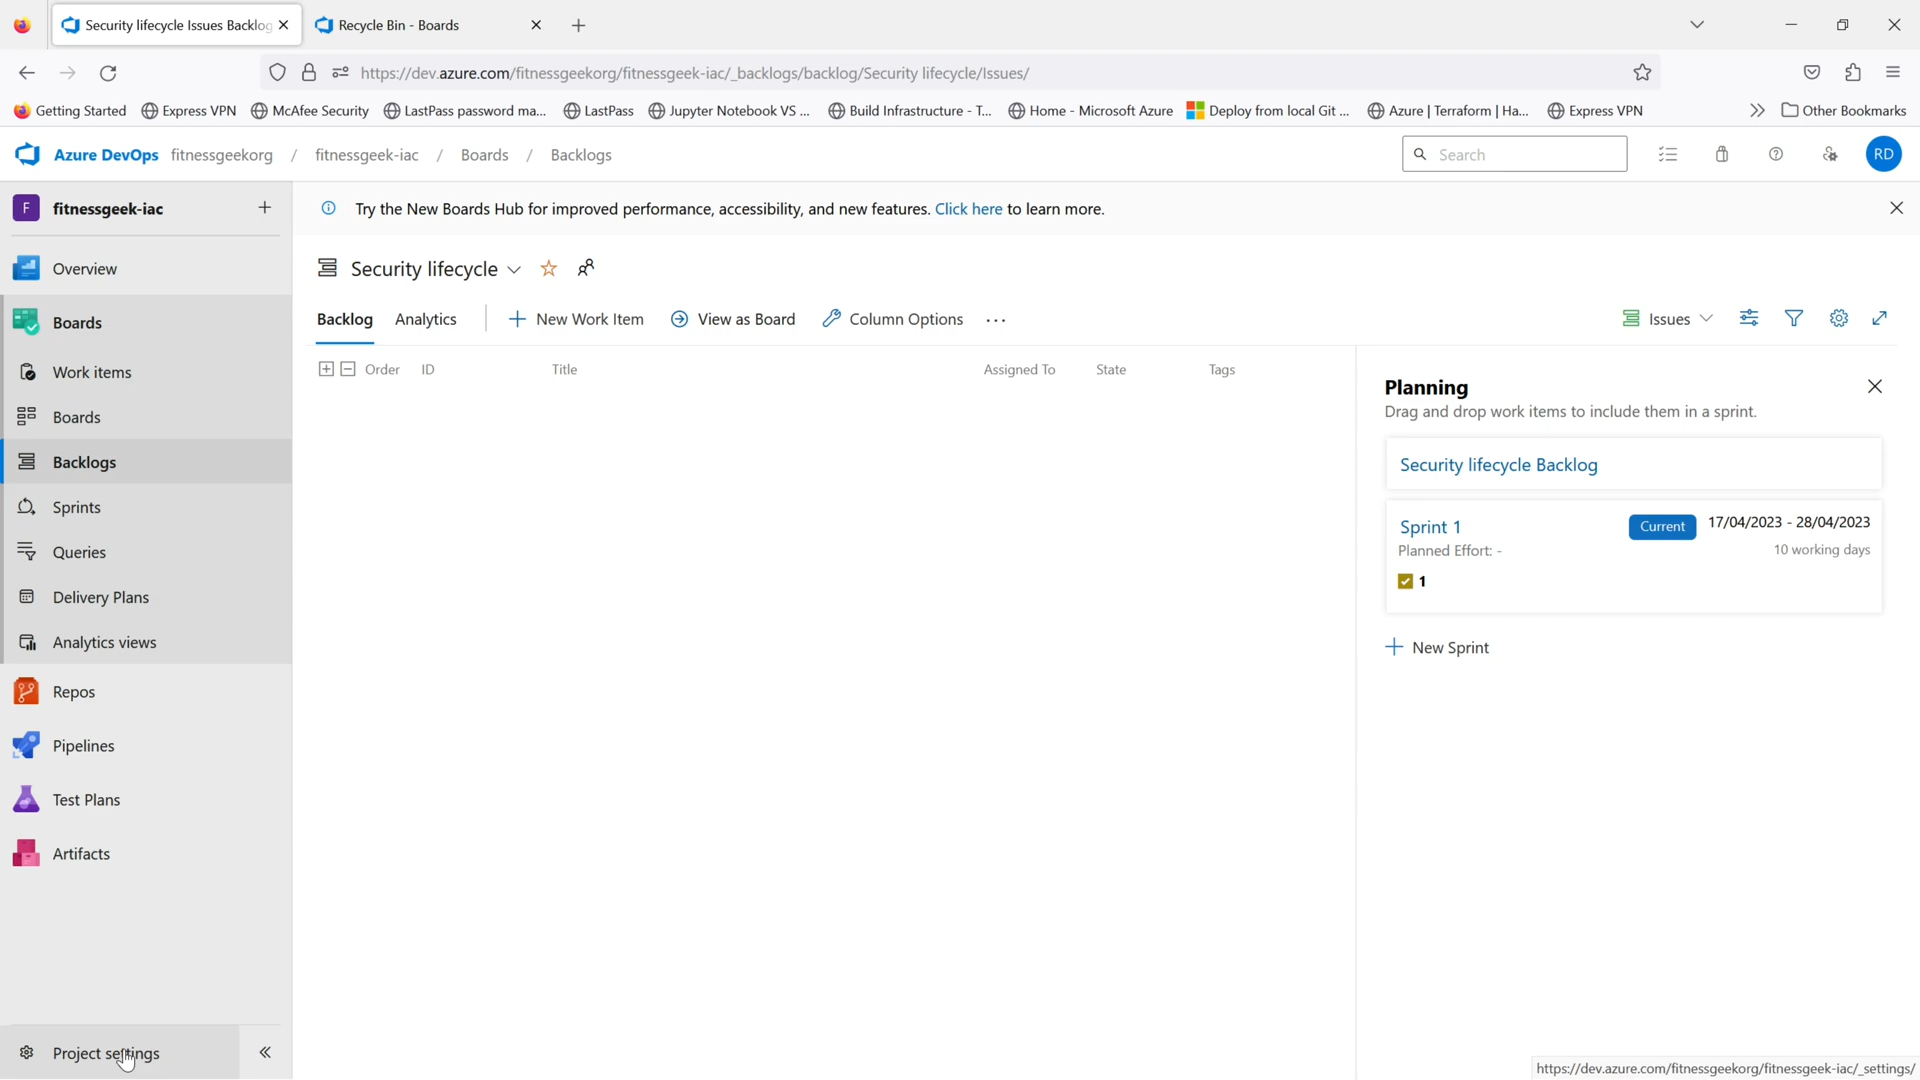 Security lifecycle Issues Backlog
Recycle Bin - Boards
https://dev.azure.com/fitnessgeekorg/fitnessgeek-iac/_backlogs/backlog/Security lifecycle/Issues/
Getting Started Express VPN McAfee Security LastPass password ma... LastPass Jupyter Notebook VS ... Build Infrastructure - T... Home - Microsoft Azure Deploy from local Git ... Azure | Terraform | Ha... Express VPN Other Bookmarks
Azure DevOps fitnessgeekorg / fitnessgeek-iac / Boards / Backlogs
Search
RD
F fitnessgeek-iac
Try the New Boards Hub for improved performance, accessibility, and new features. Click here to learn more.
Overview
Security lifecycle
Boards
Backlog Analytics New Work Item View as Board Column Options
Issues
Work items
Order ID Title Assigned To State Tags
Boards
Backlogs
Sprints
Queries
Delivery Plans
Analytics views
Repos
Pipelines
Test Plans
Artifacts
Project settings
Planning
Drag and drop work items to include them in a sprint.
Security lifecycle Backlog
Sprint 1 Current 17/04/2023 - 28/04/2023
Planned Effort: - 10 working days
1
New Sprint
https://dev.azure.com/fitnessgeekorg/fitnessgeek-iac/_settings/